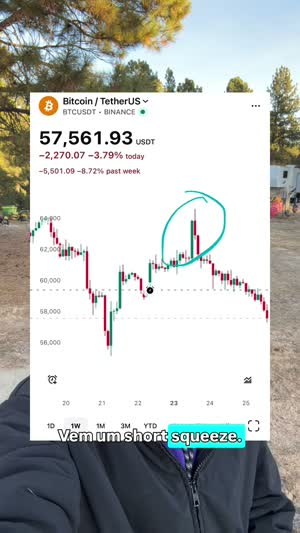 Bitcoin / TetherUS
BTCUSDT • BINANCE
57,561.93 USDT
−2,270.07 −3.79% today
−5,501.09 −8.72% past week
64,000
62,000
60,000
58,000
56,000
20 21 22 23 24 25
1D 1W 1M 3M YTD
Vem um short squeeze.